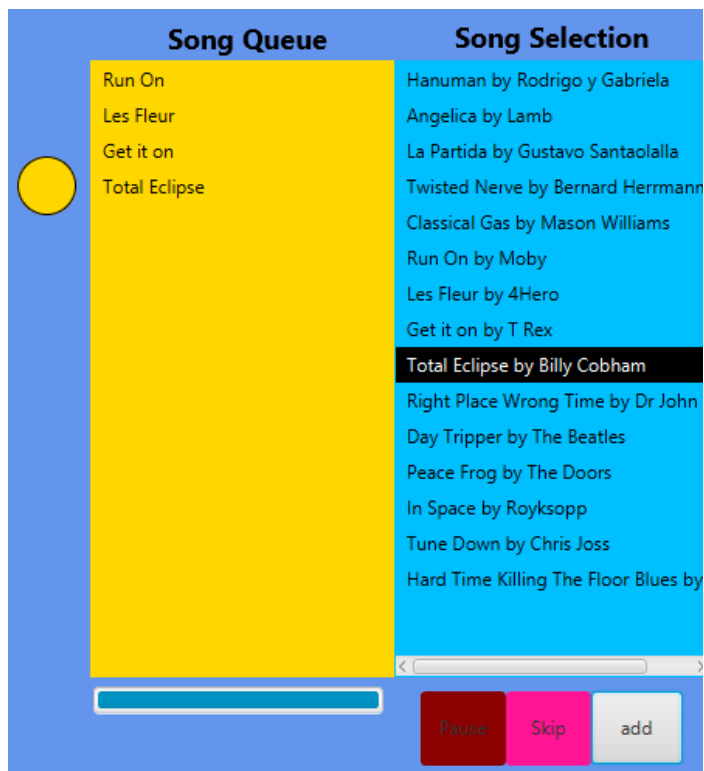 Song Queue
Run On
Les Fleur
Get it on
Total Eclipse
Song Selection
Hanuman by Rodrigo y Gabriela
Angelica by Lamb
La Partida by Gustavo Santaolalla
Twisted Nerve by Bernard Herrmann
Classical Gas by Mason Williams
Run On by Moby
Les Fleur by 4Hero
Get it on by T Rex
Total Eclipse by Billy Cobham
Right Place Wrong Time by Dr John
Day Tripper by The Beatles
Peace Frog by The Doors
In Space by Royksopp
Tune Down by Chris Joss
Hard Time Killing The Floor Blues by
Pause Skip add